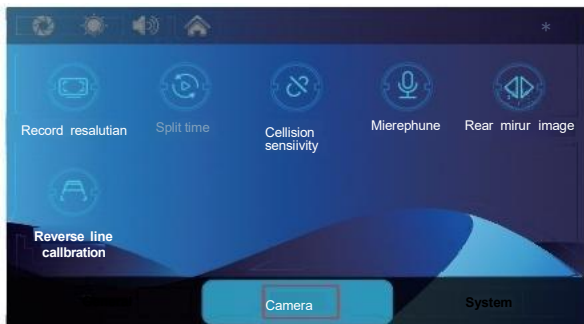 Record resalutian
Split time
Cellision
sensiivity
Mierephune
Rear mirur image
Reverse line
callbration
Camera
System